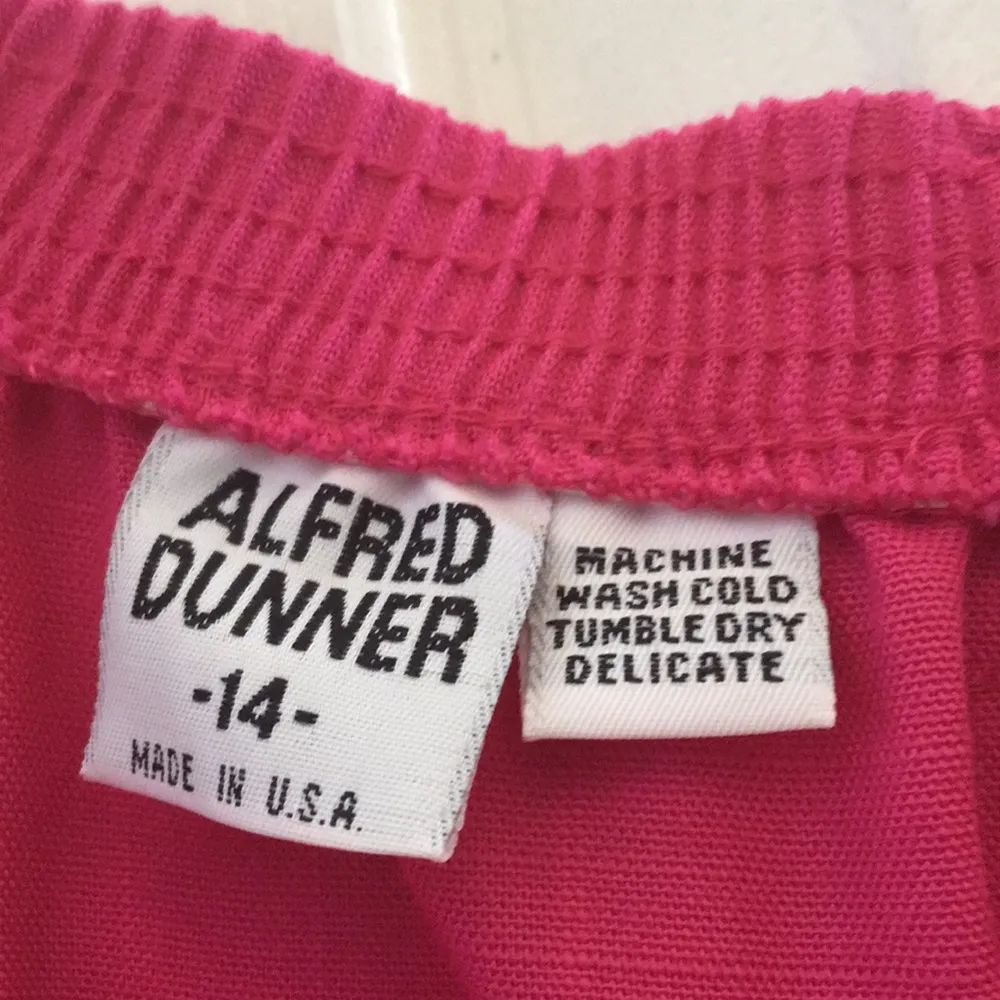 ALFRED
DUNNER
-14-
MADE IN U.S.A.
MACHINE
WASH COLD
TUMBLE DRY
DELICATE